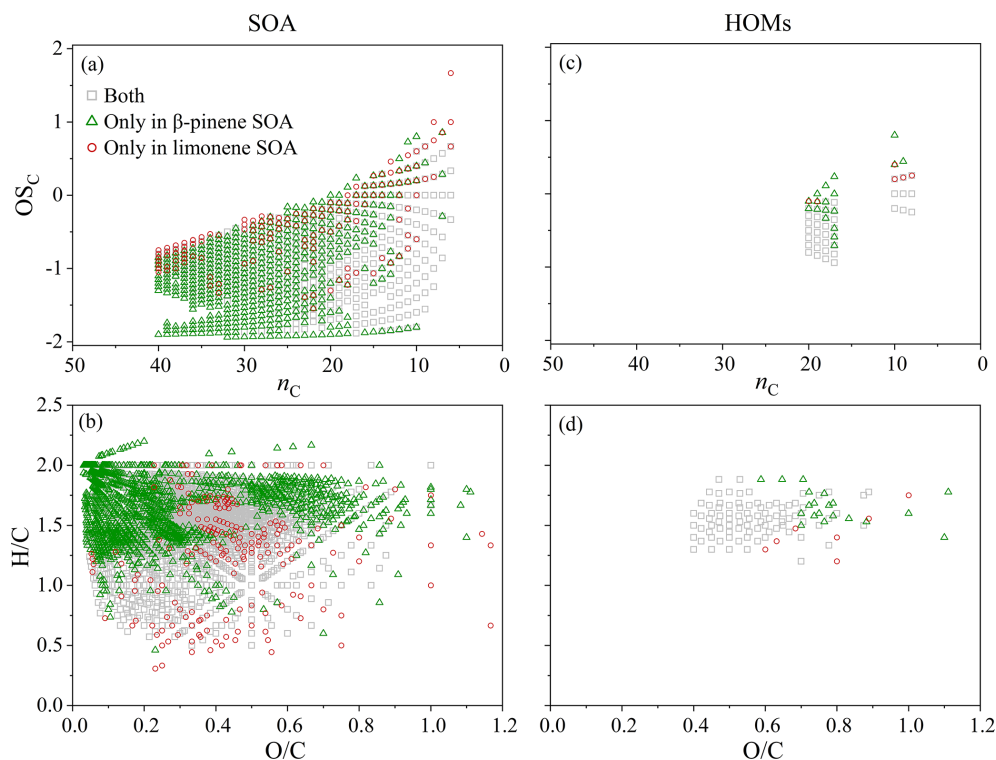 SOA
HOMs
(a)
Both
Only in β-pinene SOA
Only in limonene SOA
2
1
0
-1
-2
OS_C
50 40 30 20 10 0
n_C
(c)
50 40 30 20 10 0
n_C
(b)
2.5
2.0
1.5
1.0
0.5
0.0
H/C
0.0 0.2 0.4 0.6 0.8 1.0 1.2
O/C
(d)
0.0 0.2 0.4 0.6 0.8 1.0 1.2
O/C